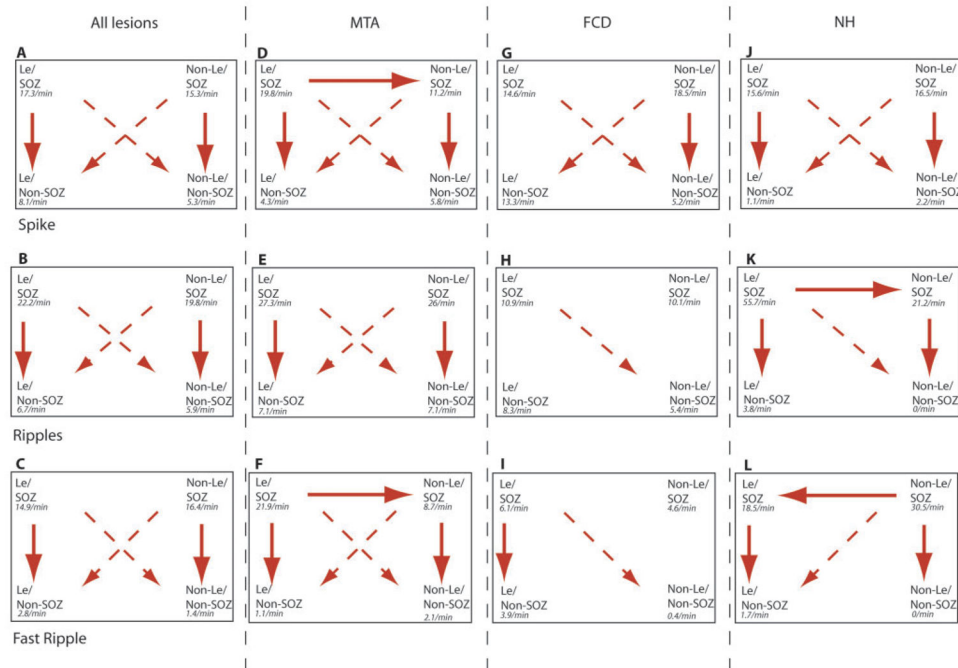 All lesions
MTA
FCD
NH
A
Le/
SOZ
17.3/min
Non-Le/
SOZ
15.3/min
Le/
Non-SOZ
8.1/min
Non-Le/
Non-SOZ
5.3/min
D
Le/
SOZ
19.8/min
Non-Le/
SOZ
11.2/min
Le/
Non-SOZ
4.3/min
Non-Le/
Non-SOZ
5.8/min
G
Le/
SOZ
14.6/min
Non-Le/
SOZ
18.5/min
Le/
Non-SOZ
13.3/min
Non-Le/
Non-SOZ
5.2/min
J
Le/
SOZ
15.6/min
Non-Le/
SOZ
16.5/min
Le/
Non-SOZ
1.1/min
Non-Le/
Non-SOZ
2.2/min
Spike
B
Le/
SOZ
22.2/min
Non-Le/
SOZ
19.8/min
Le/
Non-SOZ
6.7/min
Non-Le/
Non-SOZ
5.9/min
E
Le/
SOZ
27.3/min
Non-Le/
SOZ
26/min
Le/
Non-SOZ
7.1/min
Non-Le/
Non-SOZ
7.1/min
H
Le/
SOZ
10.9/min
Non-Le/
SOZ
10.1/min
Le/
Non-SOZ
8.3/min
Non-Le/
Non-SOZ
5.4/min
K
Le/
SOZ
55.7/min
Non-Le/
SOZ
21.2/min
Le/
Non-SOZ
3.8/min
Non-Le/
Non-SOZ
0/min
Ripples
C
Le/
SOZ
14.9/min
Non-Le/
SOZ
16.4/min
Le/
Non-SOZ
2.8/min
Non-Le/
Non-SOZ
1.4/min
F
Le/
SOZ
21.9/min
Non-Le/
SOZ
8.7/min
Le/
Non-SOZ
1.1/min
Non-Le/
Non-SOZ
2.1/min
I
Le/
SOZ
6.1/min
Non-Le/
SOZ
4.6/min
Le/
Non-SOZ
3.9/min
Non-Le/
Non-SOZ
0.4/min
L
Le/
SOZ
18.5/min
Non-Le/
SOZ
30.5/min
Le/
Non-SOZ
1.7/min
Non-Le/
Non-SOZ
0/min
Fast Ripple